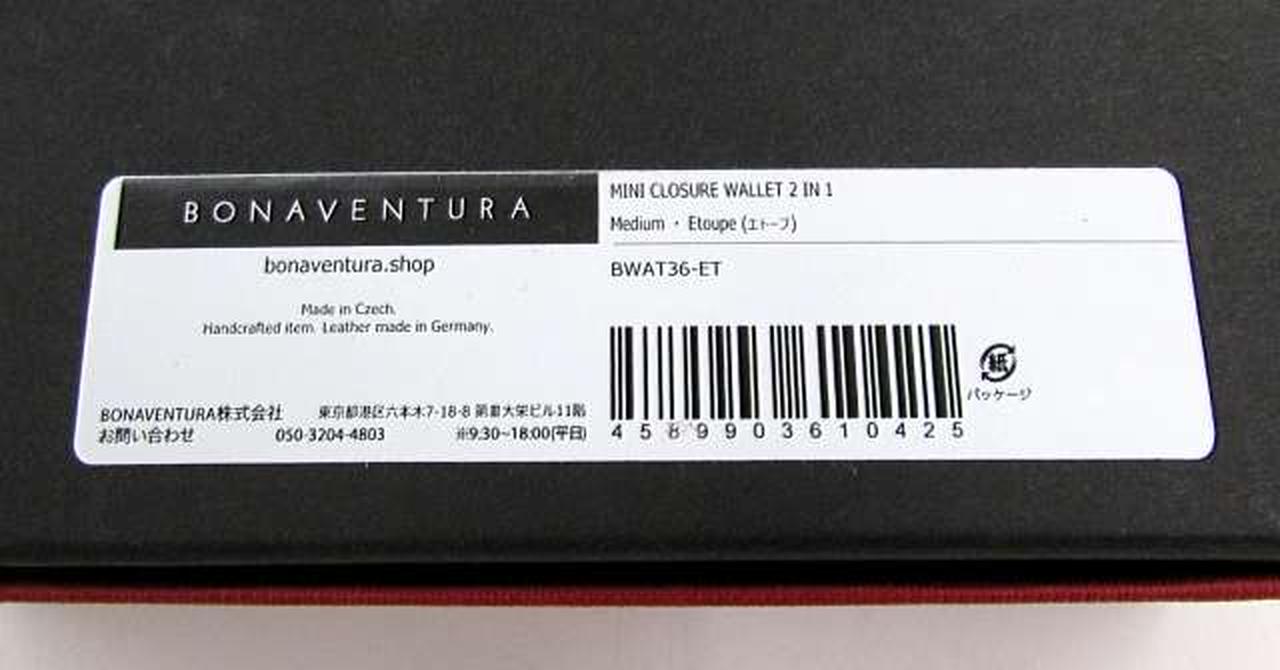 BONAVENTURA
bonaventura.shop
Made in Czech.
Handcrafted item. Leather made in Germany.
BONAVENTURA株式会社 東京都港区六本木7-18-8 大栄ビル11階
お問い合わせ 050-3204-4803 ※9:30~18:00(平日)
MINI CLOSURE WALLET 2 IN 1
Medium ・ Etoupe (エトープ)
BWAT36-ET
4589903610425
紙
パッケージ